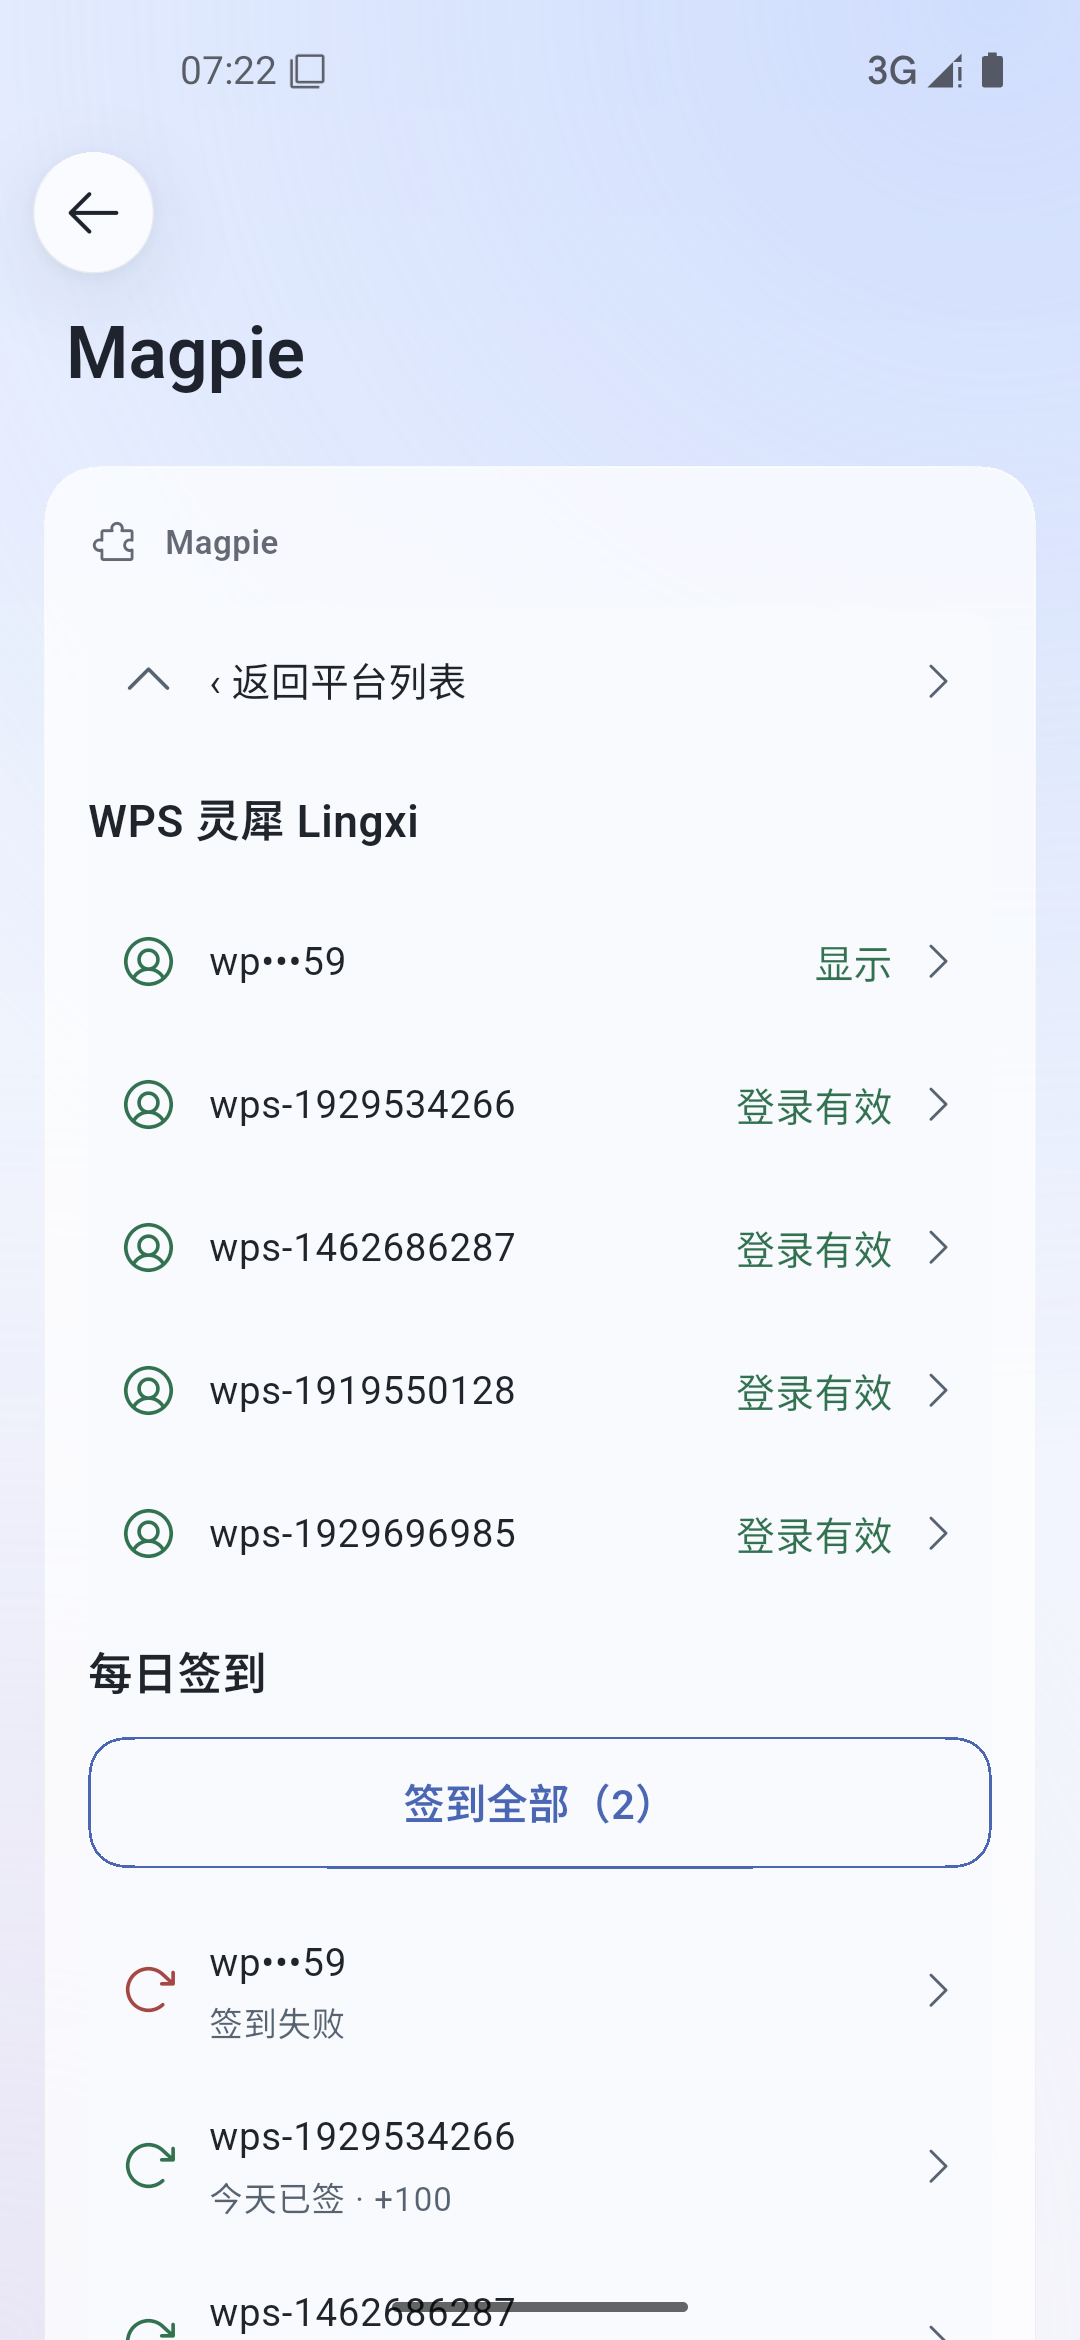 07:22
3G
Magpie
Magpie
‹ 返回平台列表
WPS 灵犀 Lingxi
wp•••59
显示
wps-1929534266
登录有效
wps-1462686287
登录有效
wps-1919550128
登录有效
wps-1929696985
登录有效
每日签到
签到全部（2）
wp•••59
签到失败
wps-1929534266
今天已签 · +100
wps-1462686287